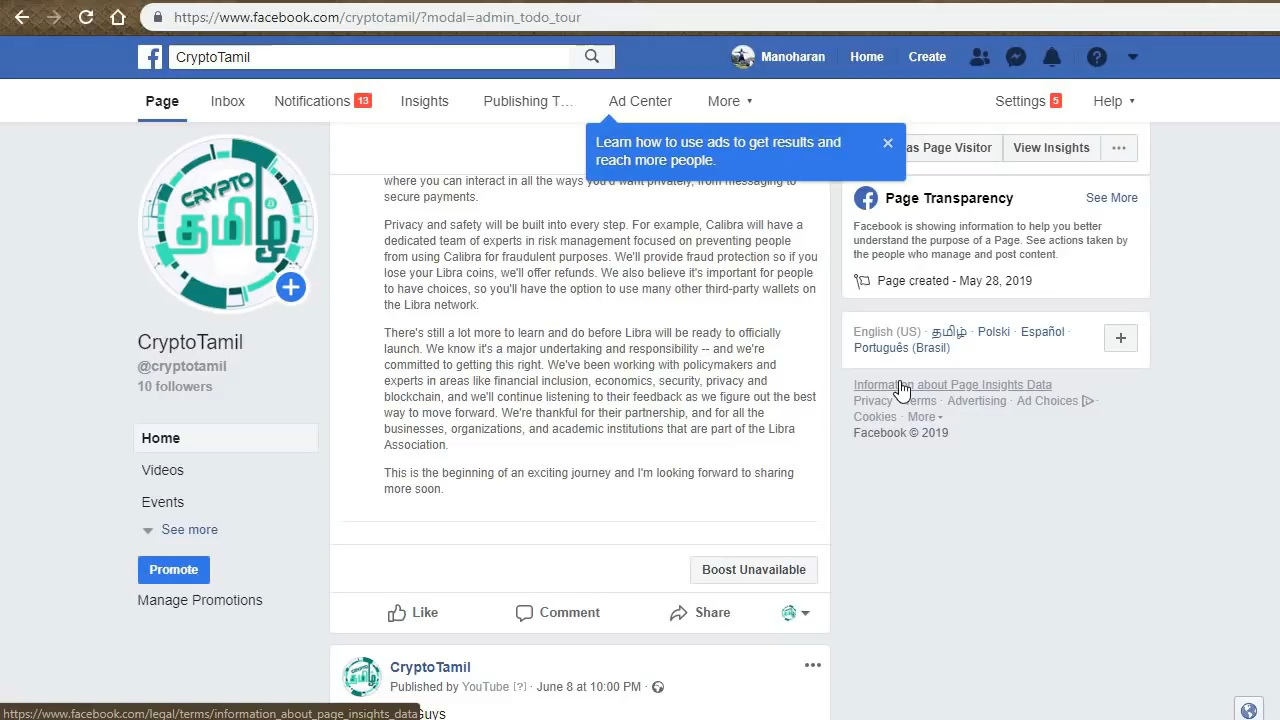 https://www.facebook.com/cryptotamil/?modal=admin_todo_tour
CryptoTamil
Manoharan
Home
Create
Page
Inbox
Notifications 13
Insights
Publishing T…
Ad Center
More
Settings 5
Help
Learn how to use ads to get results and
reach more people.
as Page Visitor
View Insights
CRYPTO
தமிழ்
CryptoTamil
@cryptotamil
10 followers
Home
Videos
Events
See more
Promote
Manage Promotions
where you can interact in all the ways you'd want privately, from messaging to
secure payments.
Privacy and safety will be built into every step. For example, Calibra will have a
dedicated team of experts in risk management focused on preventing people
from using Calibra for fraudulent purposes. We'll provide fraud protection so if you
lose your Libra coins, we'll offer refunds. We also believe it's important for people
to have choices, so you'll have the option to use many other third-party wallets on
the Libra network.
There's still a lot more to learn and do before Libra will be ready to officially
launch. We know it's a major undertaking and responsibility -- and we're
committed to getting this right. We've been working with policymakers and
experts in areas like financial inclusion, economics, security, privacy and
blockchain, and we'll continue listening to their feedback as we figure out the best
way to move forward. We're thankful for their partnership, and for all the
businesses, organizations, and academic institutions that are part of the Libra
Association.
This is the beginning of an exciting journey and I'm looking forward to sharing
more soon.
Boost Unavailable
Like
Comment
Share
CryptoTamil
Published by YouTube [?] · June 8 at 10:00 PM ·
Guys
Page Transparency
See More
Facebook is showing information to help you better
understand the purpose of a Page. See actions taken by
the people who manage and post content.
Page created - May 28, 2019
English (US) · தமிழ் · Polski · Español ·
Português (Brasil)
Information about Page Insights Data
Privacy · Terms · Advertising · Ad Choices ·
Cookies · More
Facebook © 2019
https://www.facebook.com/legal/terms/information_about_page_insights_data